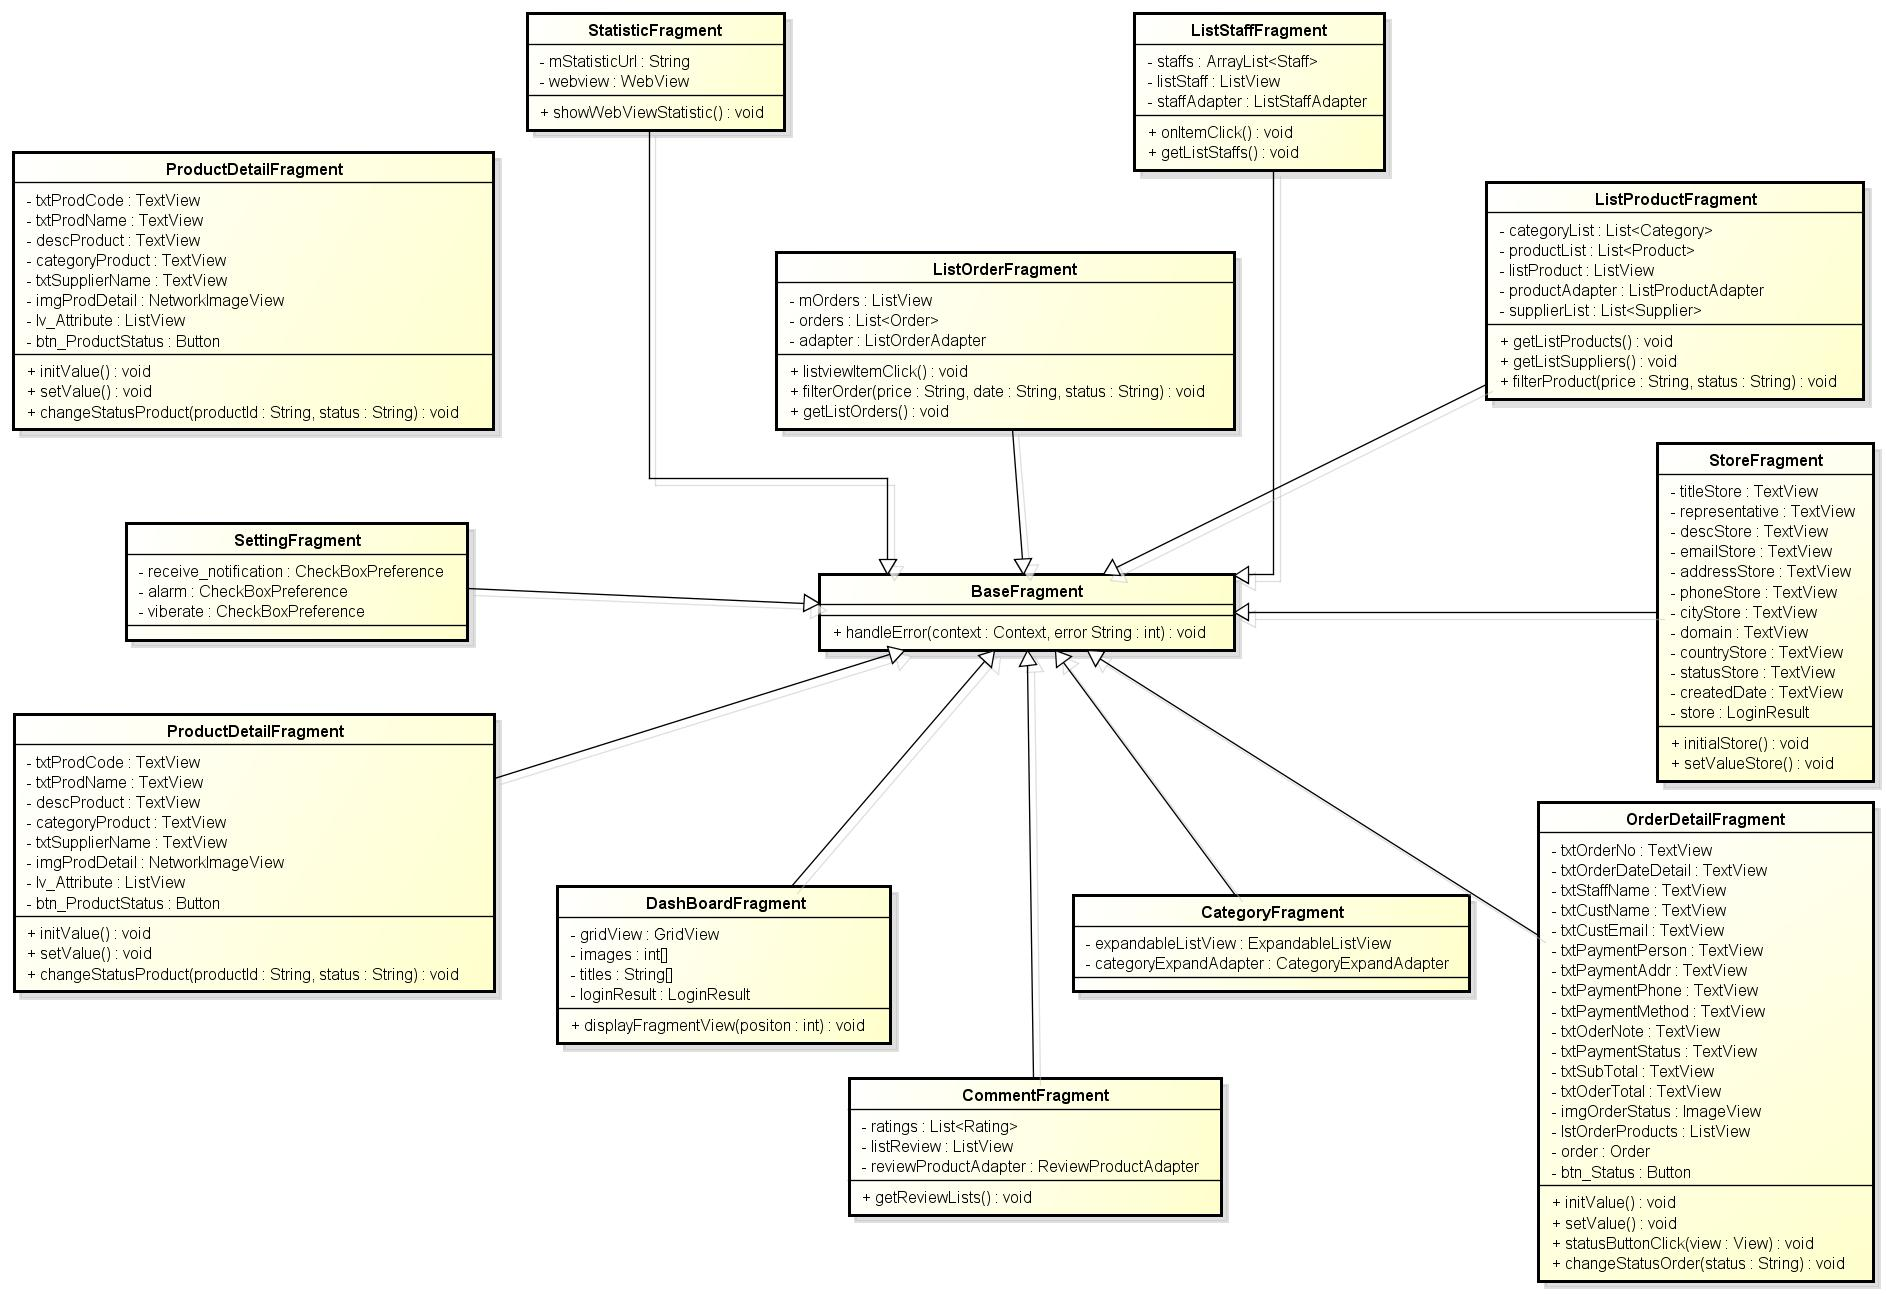 StatisticFragment
- mStatisticUrl : String
- webview : WebView
+ showWebViewStatistic() : void
ListStaffFragment
- staffs : ArrayList<Staff>
- listStaff : ListView
- staffAdapter : ListStaffAdapter
+ onItemClick() : void
+ getListStaffs() : void
ProductDetailFragment
- txtProdCode : TextView
- txtProdName : TextView
- descProduct : TextView
- categoryProduct : TextView
- txtSupplierName : TextView
- imgProdDetail : NetworkImageView
- lv_Attribute : ListView
- btn_ProductStatus : Button
+ initValue() : void
+ setValue() : void
+ changeStatusProduct(productId : String, status : String) : void
ListOrderFragment
- mOrders : ListView
- orders : List<Order>
- adapter : ListOrderAdapter
+ listviewItemClick() : void
+ filterOrder(price : String, date : String, status : String) : void
+ getListOrders() : void
ListProductFragment
- categoryList : List<Category>
- productList : List<Product>
- listProduct : ListView
- productAdapter : ListProductAdapter
- supplierList : List<Supplier>
+ getListProducts() : void
+ getListSuppliers() : void
+ filterProduct(price : String, status : String) : void
StoreFragment
- titleStore : TextView
- representative : TextView
- descStore : TextView
- emailStore : TextView
- addressStore : TextView
- phoneStore : TextView
- cityStore : TextView
- domain : TextView
- countryStore : TextView
- statusStore : TextView
- createdDate : TextView
- store : LoginResult
+ initialStore() : void
+ setValueStore() : void
SettingFragment
- receive_notification : CheckBoxPreference
- alarm : CheckBoxPreference
- viberate : CheckBoxPreference
BaseFragment
+ handleError(context : Context, error String : int) : void
ProductDetailFragment
- txtProdCode : TextView
- txtProdName : TextView
- descProduct : TextView
- categoryProduct : TextView
- txtSupplierName : TextView
- imgProdDetail : NetworkImageView
- lv_Attribute : ListView
- btn_ProductStatus : Button
+ initValue() : void
+ setValue() : void
+ changeStatusProduct(productId : String, status : String) : void
DashBoardFragment
- gridView : GridView
- images : int[]
- titles : String[]
- loginResult : LoginResult
+ displayFragmentView(positon : int) : void
CategoryFragment
- expandableListView : ExpandableListView
- categoryExpandAdapter : CategoryExpandAdapter
CommentFragment
- ratings : List<Rating>
- listReview : ListView
- reviewProductAdapter : ReviewProductAdapter
+ getReviewLists() : void
OrderDetailFragment
- txtOrderNo : TextView
- txtOrderDateDetail : TextView
- txtStaffName : TextView
- txtCustName : TextView
- txtCustEmail : TextView
- txtPaymentPerson : TextView
- txtPaymentAddr : TextView
- txtPaymentPhone : TextView
- txtPaymentMethod : TextView
- txtOderNote : TextView
- txtPaymentStatus : TextView
- txtSubTotal : TextView
- txtOderTotal : TextView
- imgOrderStatus : ImageView
- lstOrderProducts : ListView
- order : Order
- btn_Status : Button
+ initValue() : void
+ setValue() : void
+ statusButtonClick(view : View) : void
+ changeStatusOrder(status : String) : void